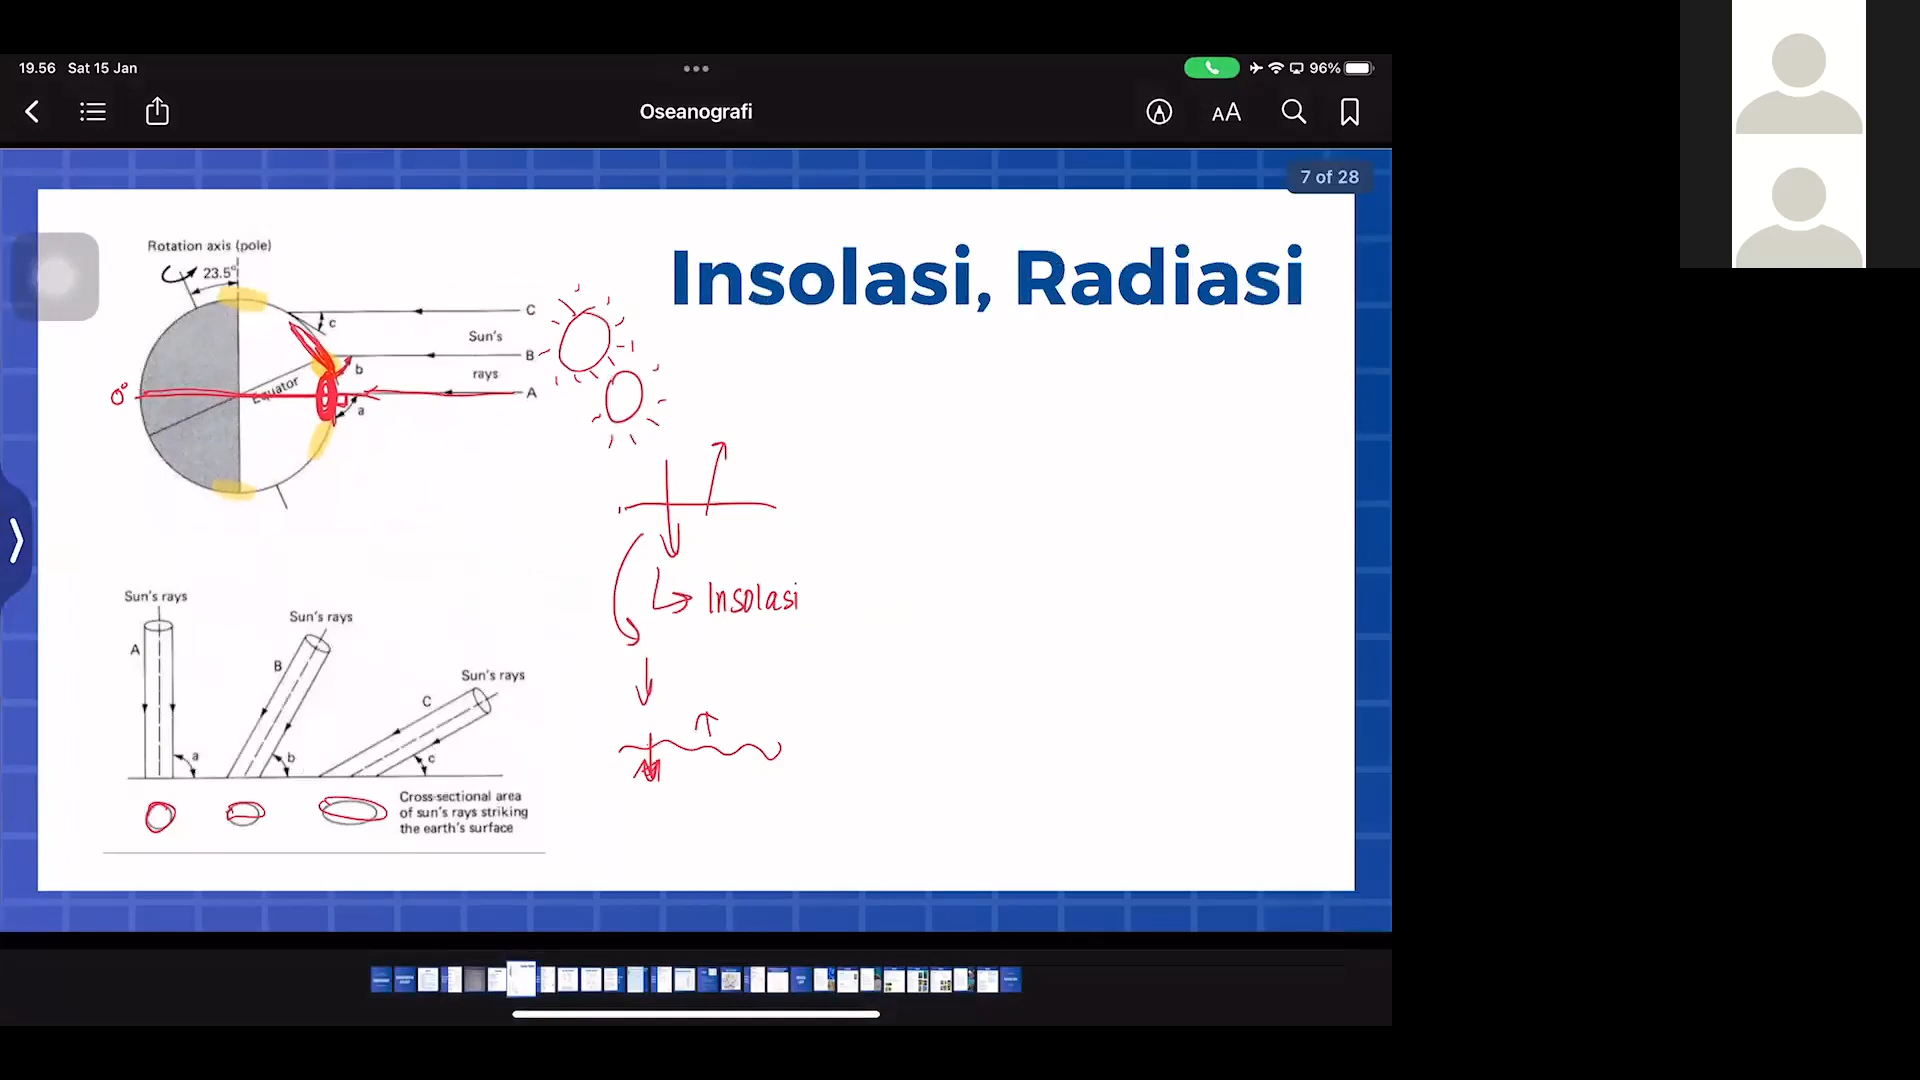 19.56 Sat 15 Jan
96%
Oseanografi
AA
7 of 28
Insolasi, Radiasi
Rotation axis (pole)
23.5°
C
c
Sun's
B
b
rays
Equator
A
a
0°
Insolasi
Sun's rays
Sun's rays
Sun's rays
A
B
C
a
b
c
Cross-sectional area
of sun's rays striking
the earth's surface